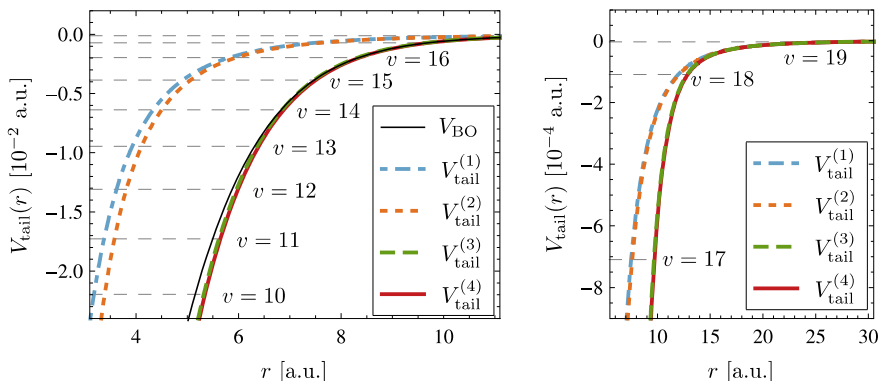 0.0
-0.5
-1.0
-1.5
-2.0
V_tail(r) [10^{-2} a.u.]
v = 16
v = 15
v = 14
v = 13
v = 12
v = 11
v = 10
V_BO
V_tail^{(1)}
V_tail^{(2)}
V_tail^{(3)}
V_tail^{(4)}
4 6 8 10
r [a.u.]
0
-2
-4
-6
-8
V_tail(r) [10^{-4} a.u.]
v = 19
v = 18
v = 17
V_tail^{(1)}
V_tail^{(2)}
V_tail^{(3)}
V_tail^{(4)}
10 15 20 25 30
r [a.u.]